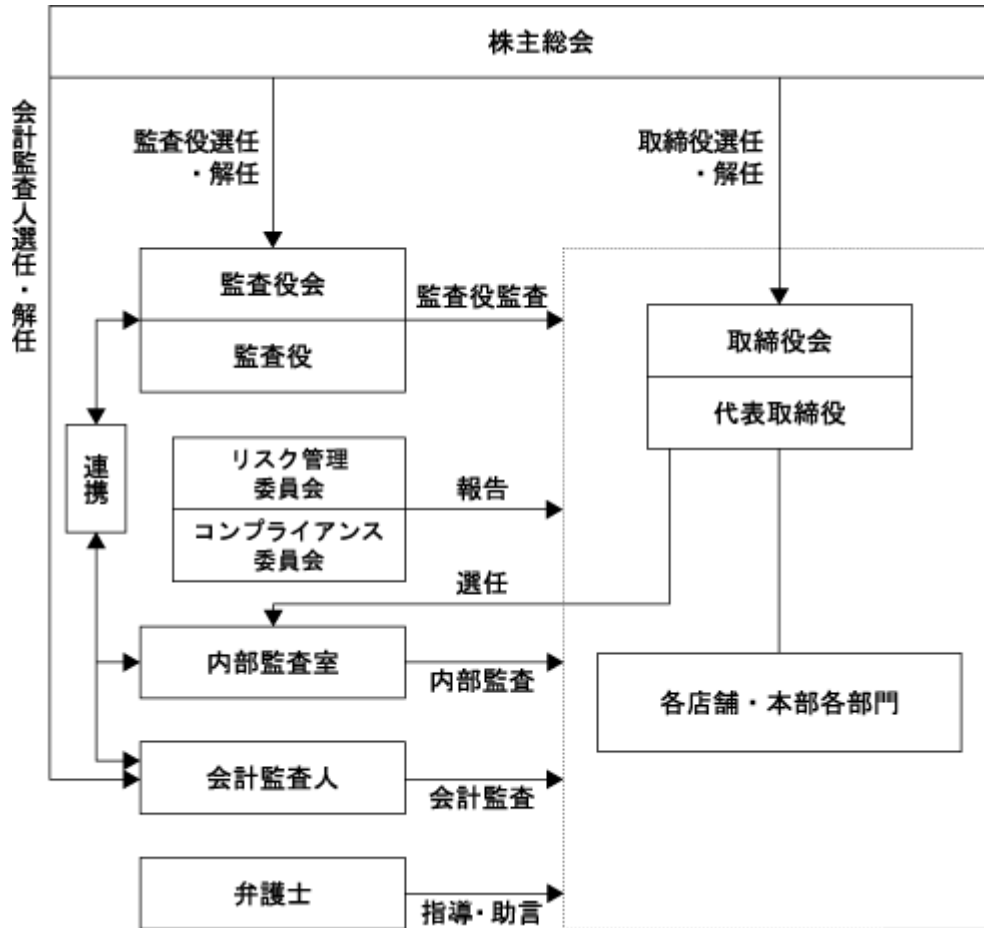 株主総会
会計監査人選任・解任
監査役選任
・解任
取締役選任
・解任
監査役会
監査役
監査役監査
取締役会
代表取締役
連携
リスク管理
委員会
コンプライアンス
委員会
報告
選任
内部監査室
内部監査
各店舗・本部各部門
会計監査人
会計監査
弁護士
指導・助言